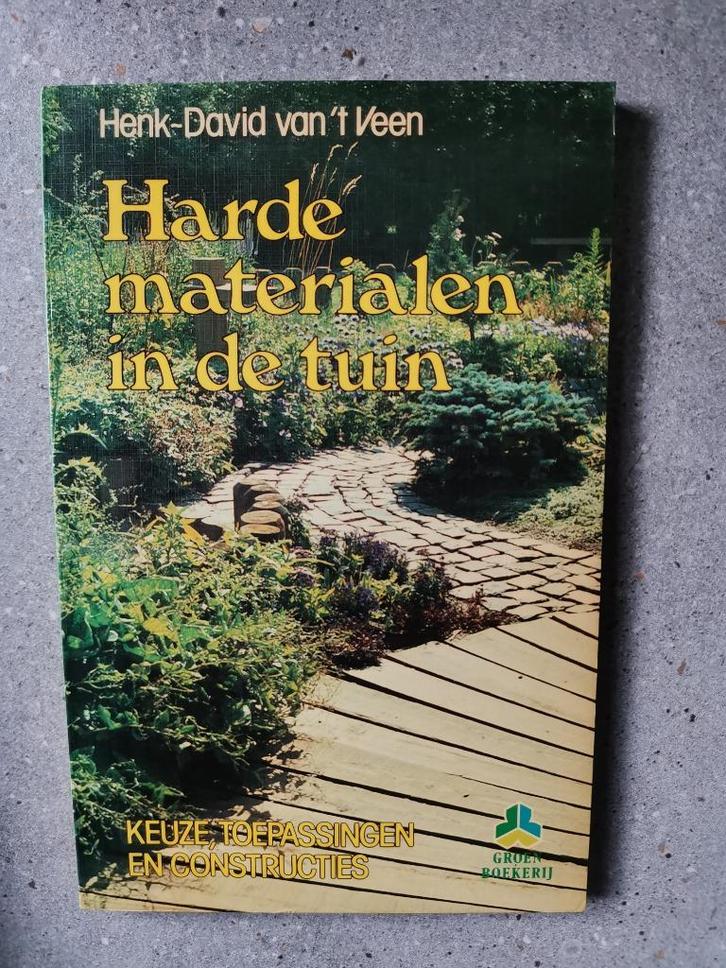 Henk-David van 't Veen
Harde
materialen
in de tuin
KEUZE, TOEPASSINGEN
EN CONSTRUCTIES
GROEN
BOEKERIJ